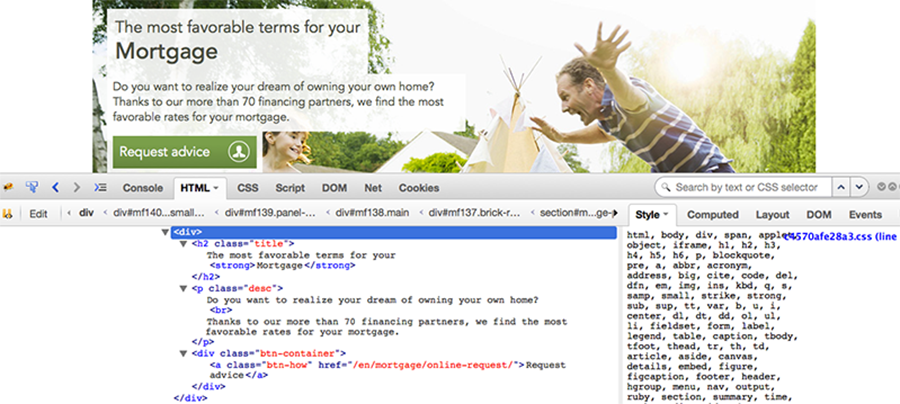 The most favorable terms for your
Mortgage
Do you want to realize your dream of owning your own home?
Thanks to our more than 70 financing partners, we find the most
favorable rates for your mortgage.
Request advice
Console HTML CSS Script DOM Net Cookies
Search by text or CSS selector
Edit div div#mf140...small... div#mf139.panel-... div#mf138.main div#mf137.brick-r... section#m...ge-
Style Computed Layout DOM Events
<div>
<h2 class="title">
The most favorable terms for your
<strong>Mortgage</strong>
</h2>
<p class="desc">
Do you want to realize your dream of owning your own home?
<br>
Thanks to our more than 70 financing partners, we find the most
favorable rates for your mortgage.
</p>
<div class="btn-container">
<a class="btn-how" href="/en/mortgage/online-request/">Request
advice</a>
</div>
</div>
html, body, div, span, applet,
c4570afe28a3.css (line
object, iframe, h1, h2, h3,
h4, h5, h6, p, blockquote,
pre, a, abbr, acronym,
address, big, cite, code, del,
dfn, em, img, ins, kbd, q, s,
samp, small, strike, strong,
sub, sup, tt, var, b, u, i,
center, dl, dt, dd, ol, ul,
li, fieldset, form, label,
legend, table, caption, tbody,
tfoot, thead, tr, th, td,
article, aside, canvas,
details, embed, figure,
figcaption, footer, header,
hgroup, menu, nav, output,
ruby, section, summary, time,